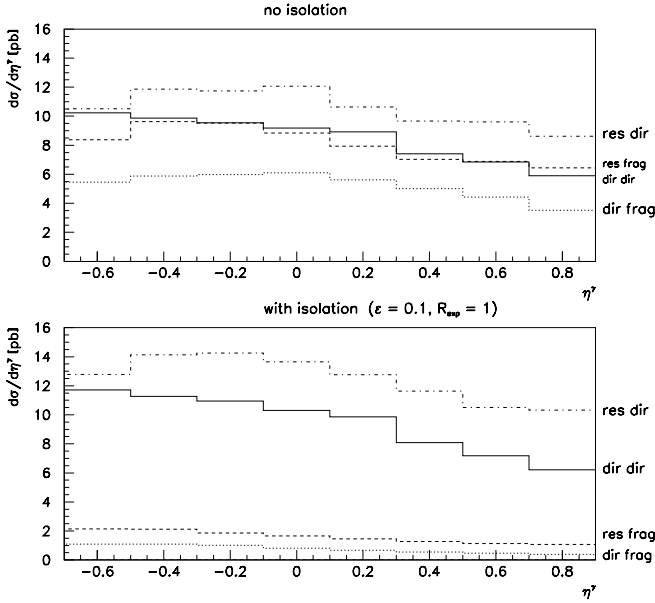 no isolation
dσ/dη^γ [pb]
16
14
12
10
8
6
4
2
0
res dir
res frag
dir dir
dir frag
−0.6 −0.4 −0.2 0 0.2 0.4 0.6 0.8
η^γ
with isolation (ε = 0.1, R_exp = 1)
dσ/dη^γ [pb]
16
14
12
10
8
6
4
2
0
res dir
dir dir
res frag
dir frag
−0.6 −0.4 −0.2 0 0.2 0.4 0.6 0.8
η^γ